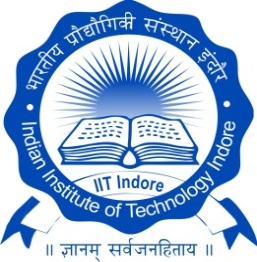 • भारतीय प्रौद्योगिकी संस्थान इंदौर •
Indian Institute of Technology Indore
IIT Indore
॥ ज्ञानम् सर्वजनहिताय ॥